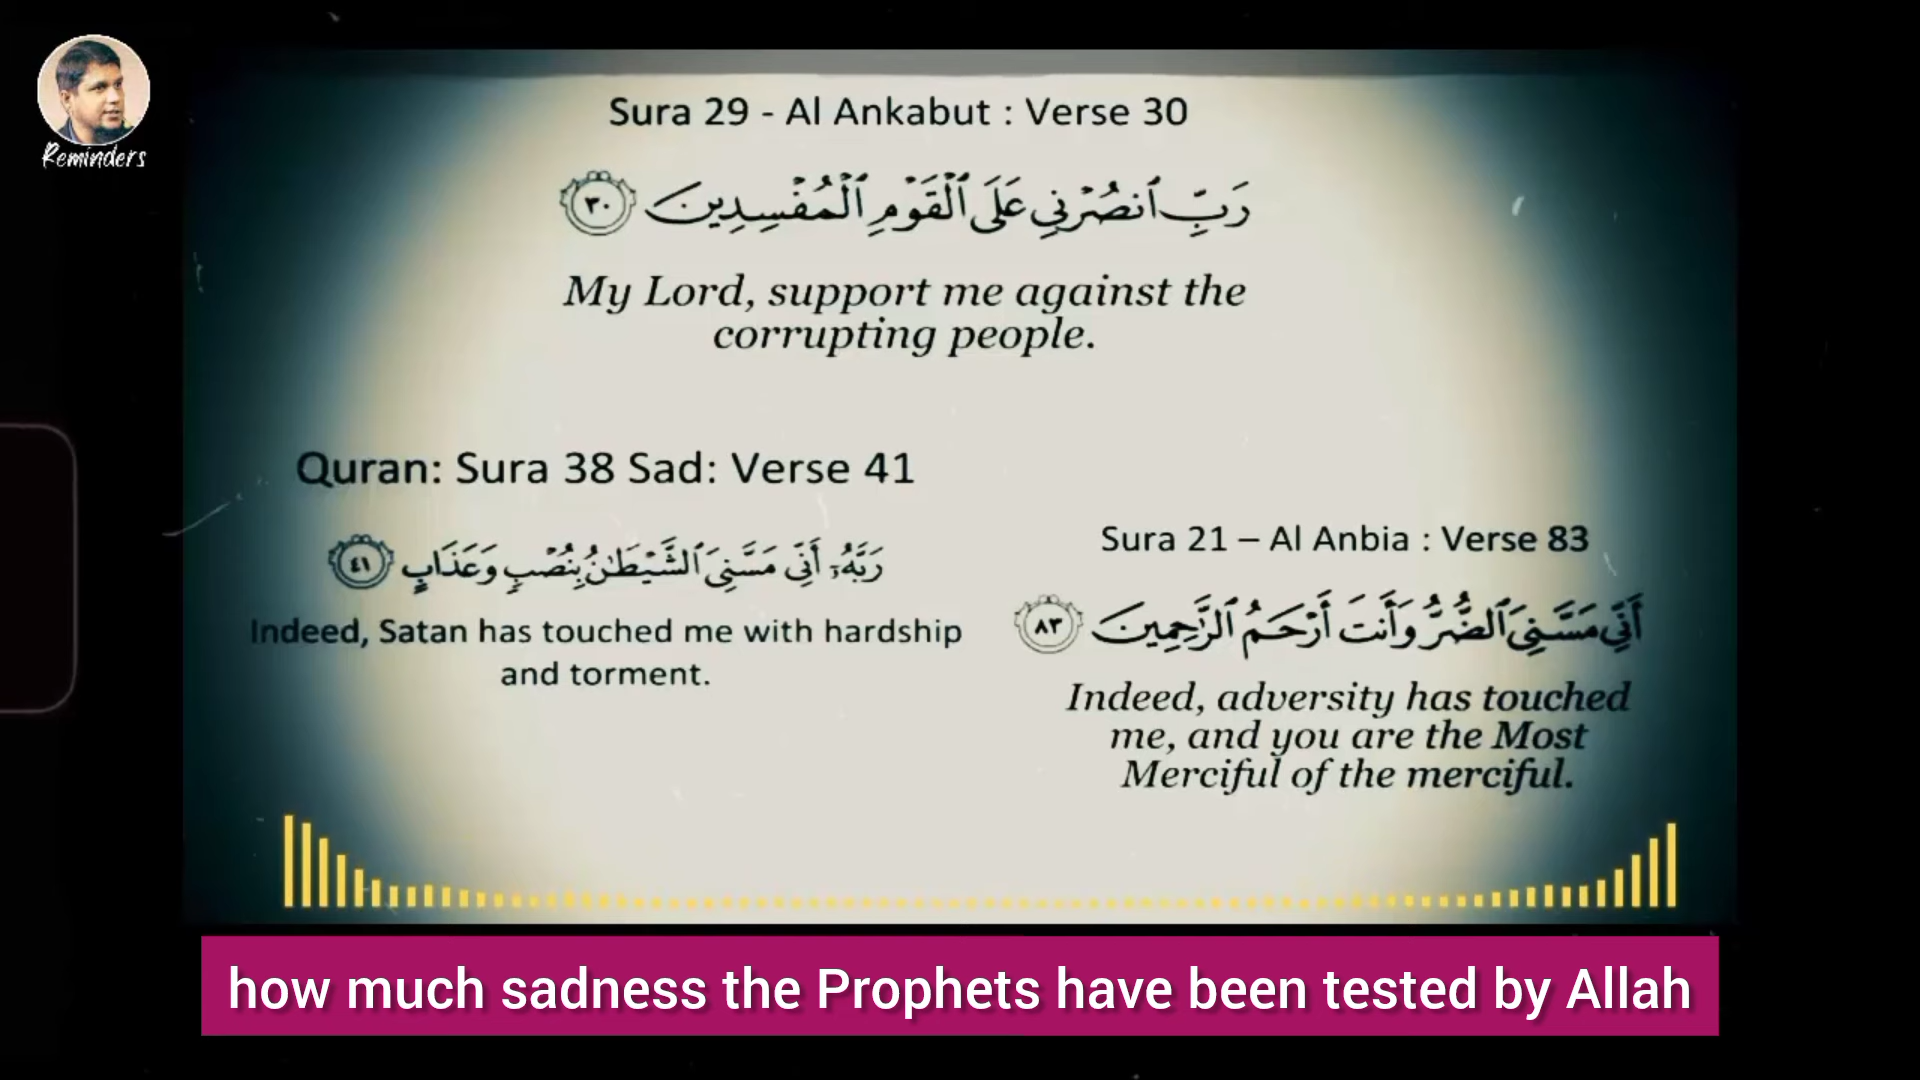 Reminders
Sura 29 - Al Ankabut : Verse 30
رَبِّ ٱنصُرْنِى عَلَى ٱلْقَوْمِ ٱلْمُفْسِدِينَ ٣٠
My Lord, support me against the
corrupting people.
Quran: Sura 38 Sad: Verse 41
رَبَّهُۥٓ أَنِّى مَسَّنِىَ ٱلشَّيْطَـٰنُ بِنُصْبٍ وَعَذَابٍ ٤١
Indeed, Satan has touched me with hardship
and torment.
Sura 21 – Al Anbia : Verse 83
أَنِّى مَسَّنِىَ ٱلضُّرُّ وَأَنتَ أَرْحَمُ ٱلرَّٰحِمِينَ ٨٣
Indeed, adversity has touched
me, and you are the Most
Merciful of the merciful.
how much sadness the Prophets have been tested by Allah